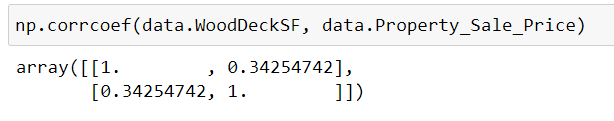 np.corrcoef(data.WoodDeckSF, data.Property_Sale_Price)
array([[1.        , 0.34254742],
       [0.34254742, 1.        ]])